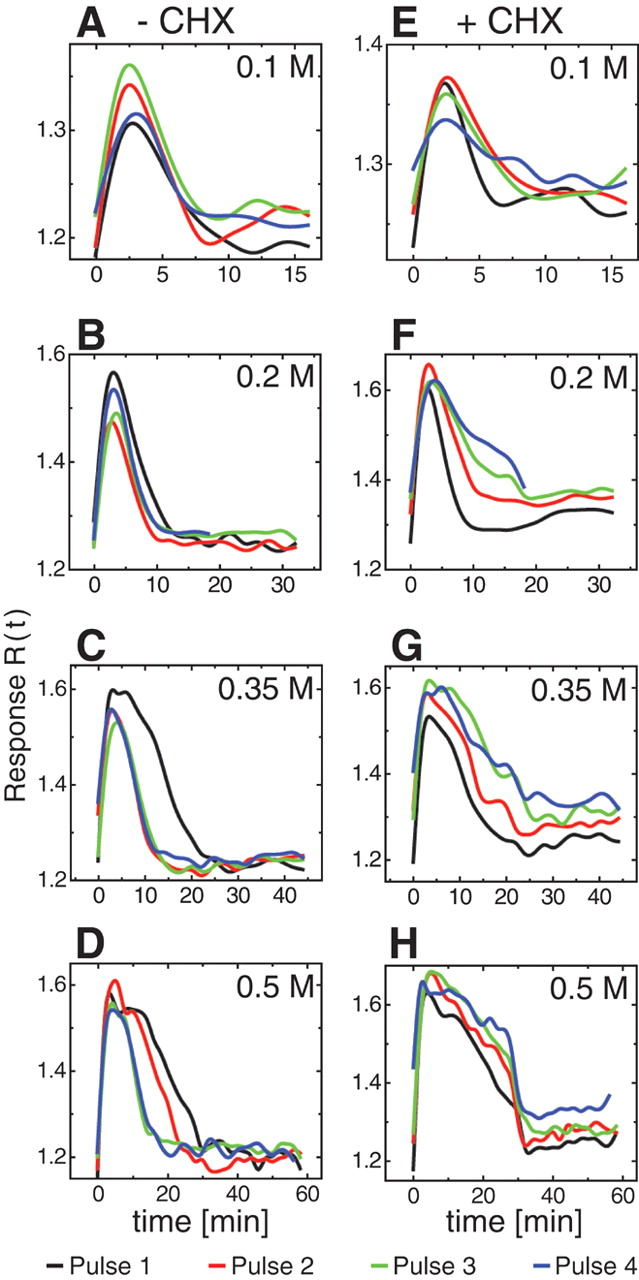 A - CHX
0.1 M
1.3
1.2
0 5 10 15
E + CHX
0.1 M
1.4
1.3
0 5 10 15
B
0.2 M
1.6
1.4
1.2
0 10 20 30
F
0.2 M
1.6
1.4
1.2
0 10 20 30
Response R(t)
C
0.35 M
1.6
1.4
1.2
0 10 20 30 40
G
0.35 M
1.6
1.4
1.2
0 10 20 30 40
D
0.5 M
1.6
1.4
1.2
0 20 40 60
time [min]
H
0.5 M
1.6
1.4
1.2
0 20 40 60
time [min]
Pulse 1 Pulse 2 Pulse 3 Pulse 4